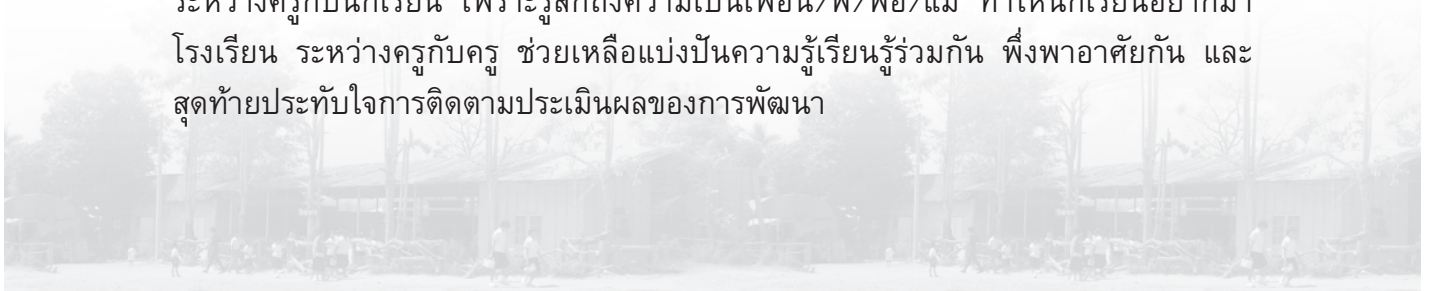 ระหว่างครูกับนักเรียน เพราะรู้สึกถึงความเป็นเพื่อน/พี่/พ่อ/แม่ ทำให้นักเรียนอยากมา
โรงเรียน ระหว่างครูกับครู ช่วยเหลือแบ่งปันความรู้เรียนรู้ร่วมกัน พึ่งพาอาศัยกัน และ
สุดท้ายประทับใจการติดตามประเมินผลของการพัฒนา